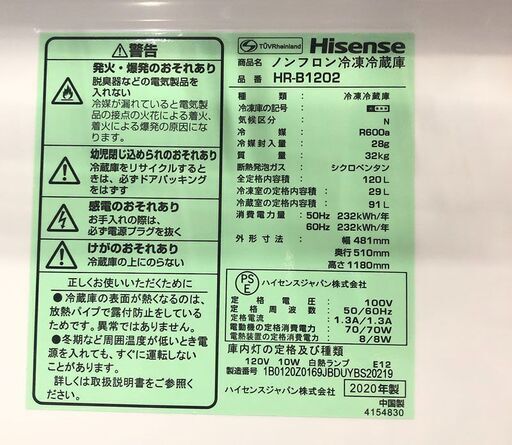 警告
発火・爆発のおそれあり
脱臭器などの電気製品を
入れない
冷媒が漏れていると電気製
品の接点の火花による着火、
着火による爆発の原因にな
ります。
幼児閉じ込められのおそれあり
冷蔵庫をリサイクルすると
きは、必ずドアパッキング
をはずす
感電のおそれあり
お手入れの際は、
必ず電源プラグを抜く
けがのおそれあり
冷蔵庫の上にのらない
正しくお使いいただくために
●冷蔵庫の表面が熱くなるのは、
放熱パイプで露付防止をしている
ためです。異常ではありません。
●冬期など周囲温度が低いとき電
源を入れても、すぐに運転しない
ことがあります。
詳しくは取扱説明書をご覧ください。
TÜVRheinland Hisense
商品名 ノンフロン冷凍冷蔵庫
品番 HR-B1202
種類 : 冷凍冷蔵庫
冷凍庫の記号 :
気候区分 : N
冷媒 : R600a
冷媒封入量 : 28g
質量 : 32kg
断熱発泡ガス : シクロペンタン
全定格内容積 : 120L
冷凍室の定格内容積 : 29L
冷蔵室の定格内容積 : 91L
消費電力量 : 50Hz 232kWh/年
60Hz 232kWh/年
外形寸法 : 幅 481mm
奥行 510mm
高さ 1180mm
PS
E
ハイセンスジャパン株式会社
定格電圧 : 100V
定格周波数 : 50/60Hz
定格電流 : 1.3A/1.3A
電動機の定格消費電力 : 70/70W
電熱装置の定格消費電力 : 8/8W
庫内灯の定格及び種類
120V 10W 白熱ランプ E12
製造番号: 1B0120Z0169JBDUYBS20219
ハイセンスジャパン株式会社 2020年製
中国製
4154830